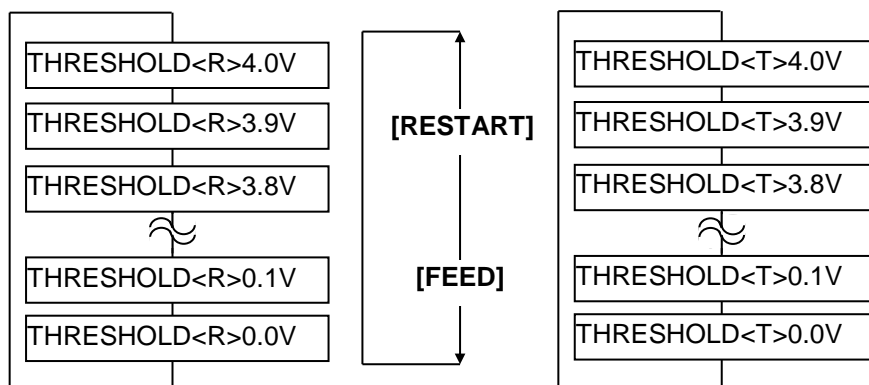 THRESHOLD<R>4.0V
THRESHOLD<R>3.9V
THRESHOLD<R>3.8V
THRESHOLD<R>0.1V
THRESHOLD<R>0.0V
[RESTART]
[FEED]
THRESHOLD<T>4.0V
THRESHOLD<T>3.9V
THRESHOLD<T>3.8V
THRESHOLD<T>0.1V
THRESHOLD<T>0.0V